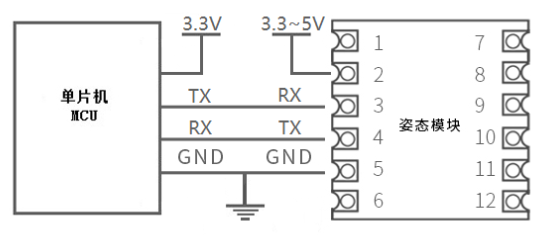 3.3V 3.3~5V
1 7
单片机
MCU
2 8
TX RX 3 9
姿态模块
RX TX 4 10
GND GND 5 11
6 12